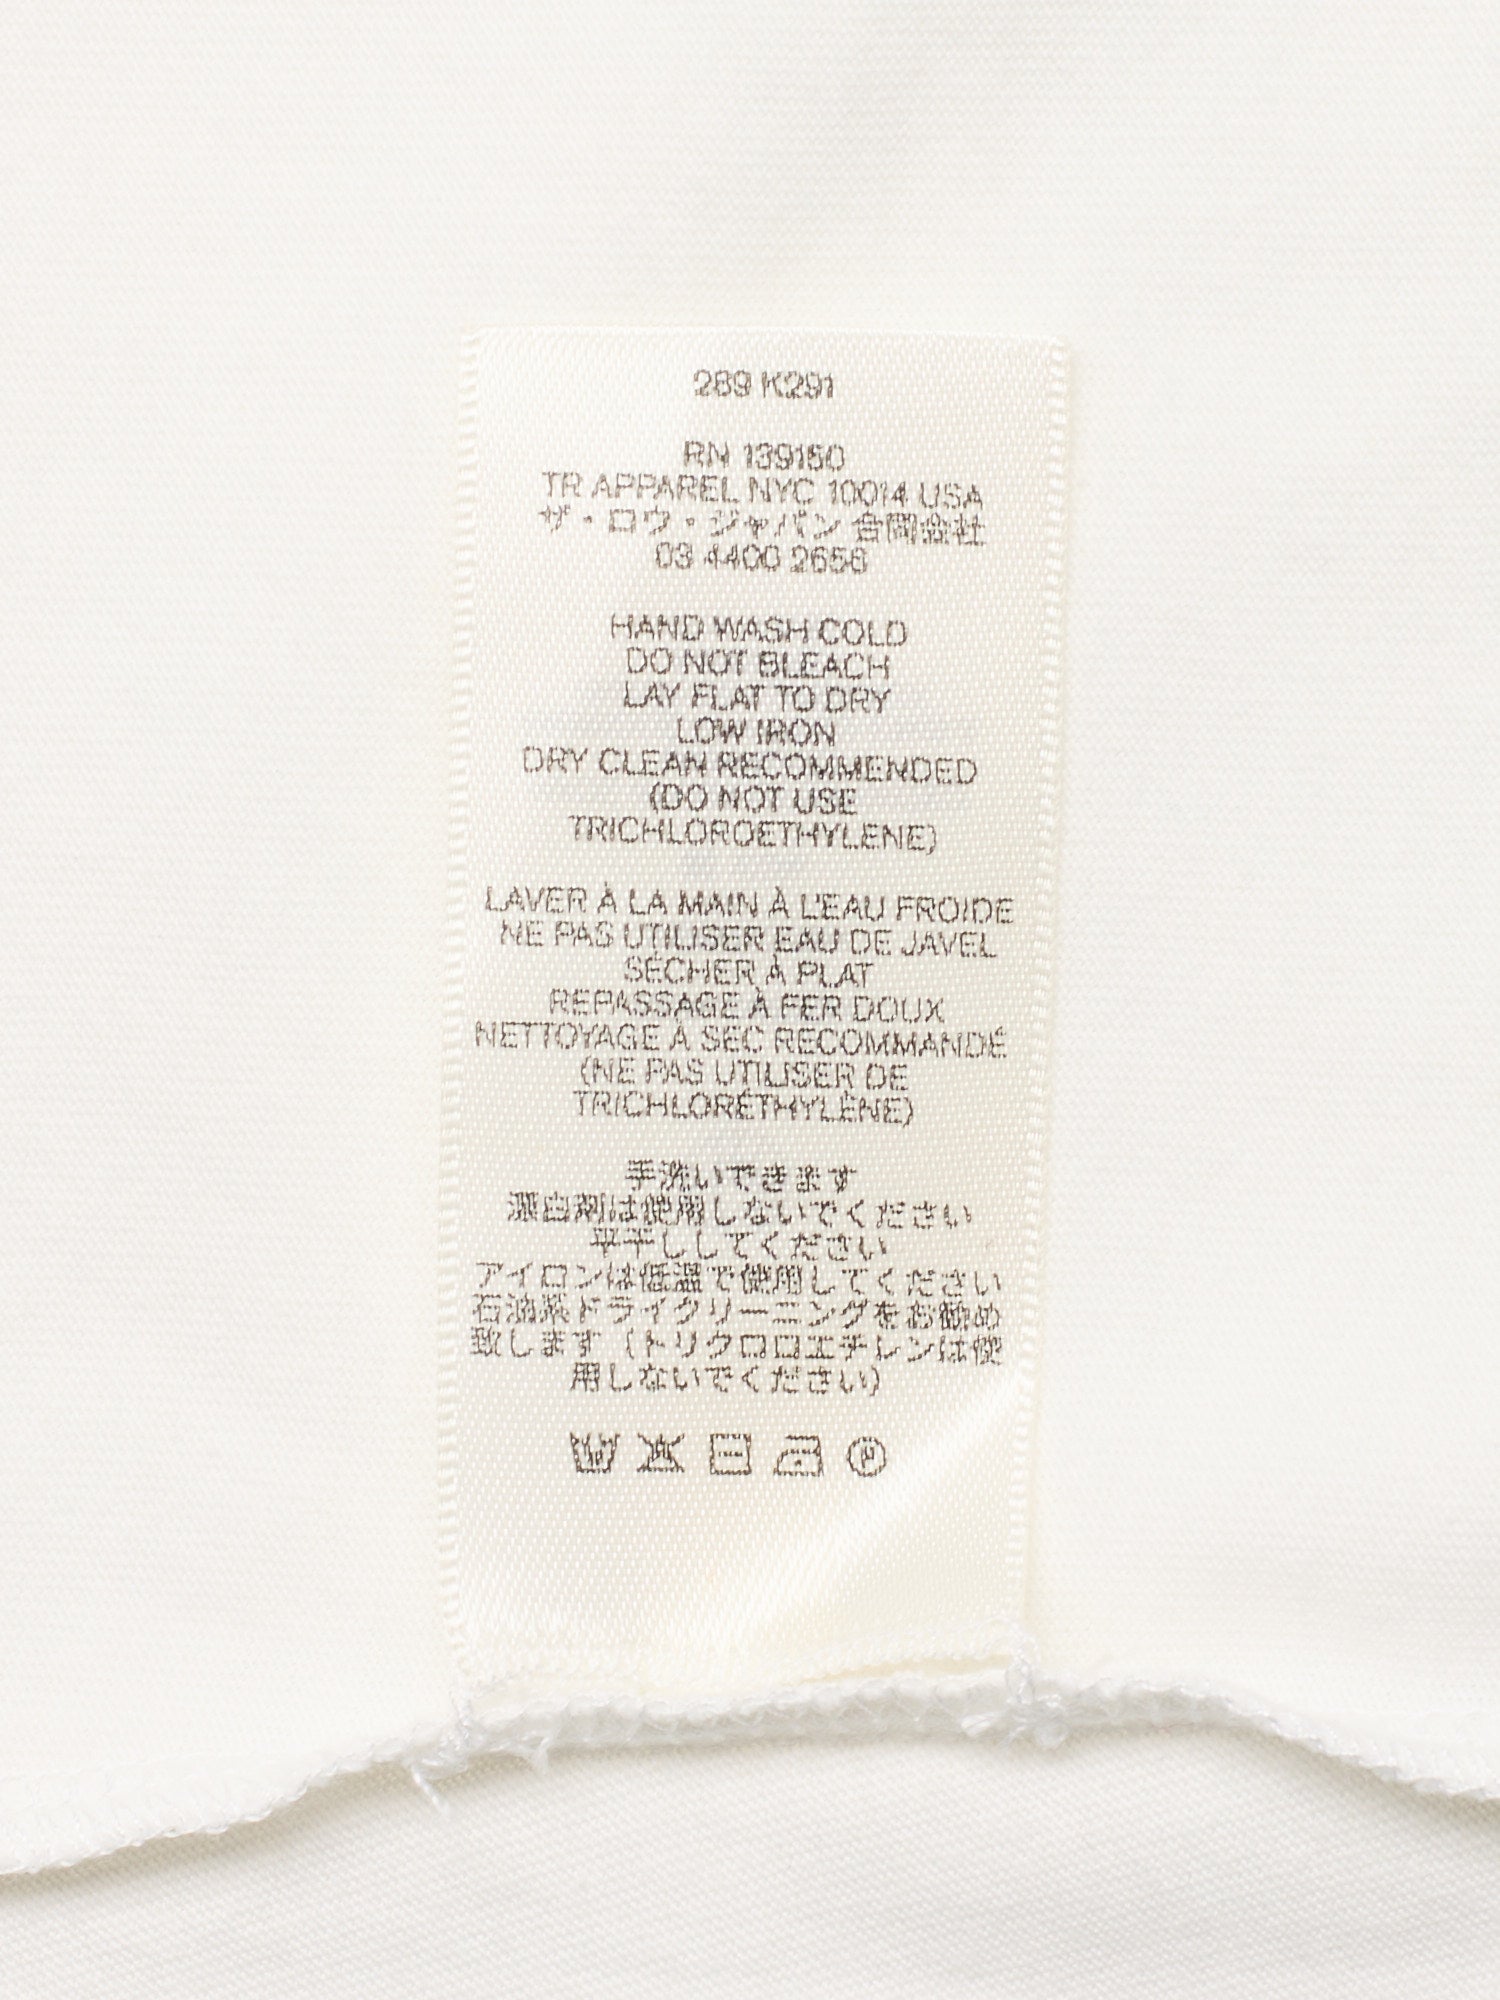 289 K291
RN 139150
TR APPAREL NYC 10014 USA
ザ・ロウ・ジャパン合同会社
03 4400 2656
HAND WASH COLD
DO NOT BLEACH
LAY FLAT TO DRY
LOW IRON
DRY CLEAN RECOMMENDED
(DO NOT USE
TRICHLOROETHYLENE)
LAVER À LA MAIN À L'EAU FROIDE
NE PAS UTILISER EAU DE JAVEL
SÉCHER À PLAT
REPASSAGE À FER DOUX
NETTOYAGE À SEC RECOMMANDÉ
(NE PAS UTILISER DE
TRICHLORÉTHYLÈNE)
手洗いできます
漂白剤は使用しないでください
平干ししてください
アイロンは低温で使用してください
石油系ドライクリーニングをお勧め
致します（トリクロロエチレンは使
用しないでください）